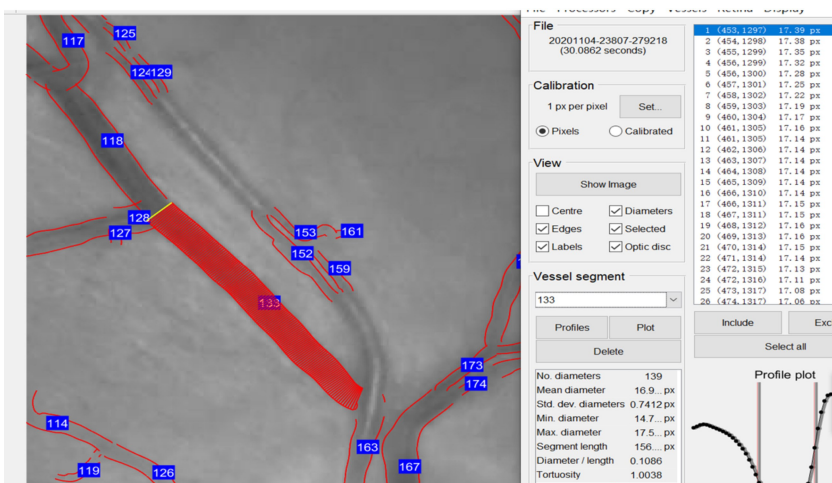 File Processors Copy Vessels Retina Display
117
125
124129
118
128
127
153
161
152
159
133
173
174
114
163
119
126
167
File
20201104-23807-279218
(30.0862 seconds)
Calibration
1 px per pixel Set...
Pixels Calibrated
View
Show Image
Centre Diameters
Edges Selected
Labels Optic disc
Vessel segment
133
Profiles Plot
Delete
No. diameters 139
Mean diameter 16.9... px
Std. dev. diameters 0.7412 px
Min. diameter 14.7... px
Max. diameter 17.5... px
Segment length 156.... px
Diameter / length 0.1086
Tortuosity 1.0038
1 (453,1297) 17.39 px
2 (454,1298) 17.38 px
3 (455,1299) 17.35 px
4 (456,1299) 17.32 px
5 (456,1300) 17.28 px
6 (457,1301) 17.25 px
7 (458,1302) 17.22 px
8 (459,1303) 17.19 px
9 (460,1304) 17.17 px
10 (461,1305) 17.16 px
11 (461,1305) 17.14 px
12 (462,1306) 17.14 px
13 (463,1307) 17.14 px
14 (464,1308) 17.14 px
15 (465,1309) 17.14 px
16 (466,1310) 17.14 px
17 (466,1311) 17.15 px
18 (467,1311) 17.15 px
19 (468,1312) 17.16 px
20 (469,1313) 17.16 px
21 (470,1314) 17.15 px
22 (471,1314) 17.14 px
23 (472,1315) 17.13 px
24 (472,1316) 17.11 px
25 (473,1317) 17.08 px
26 (474,1317) 17.06 px
Include Exc
Select all
Profile plot